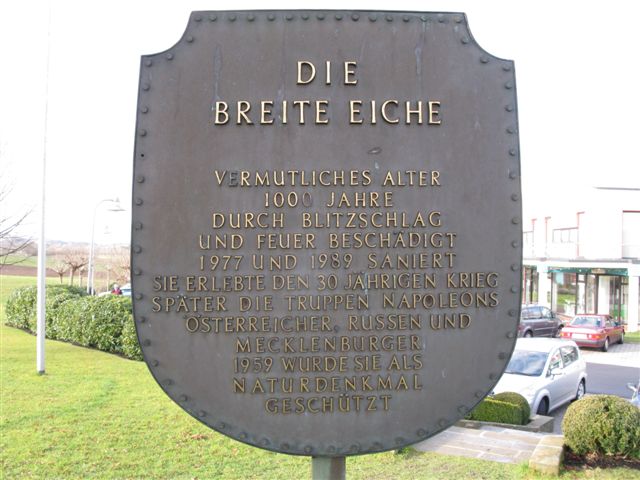 DIE
BREITE EICHE
VERMUTLICHES ALTER
1000 JAHRE
DURCH BLITZSCHLAG
UND FEUER BESCHÄDIGT
1977 UND 1989 SANIERT
SIE ERLEBTE DEN 30 JÄHRIGEN KRIEG
SPÄTER DIE TRUPPEN NAPOLEONS
ÖSTERREICHER, RUSSEN UND
MECKLENBURGER
1959 WURDE SIE ALS
NATURDENKMAL
GESCHÜTZT